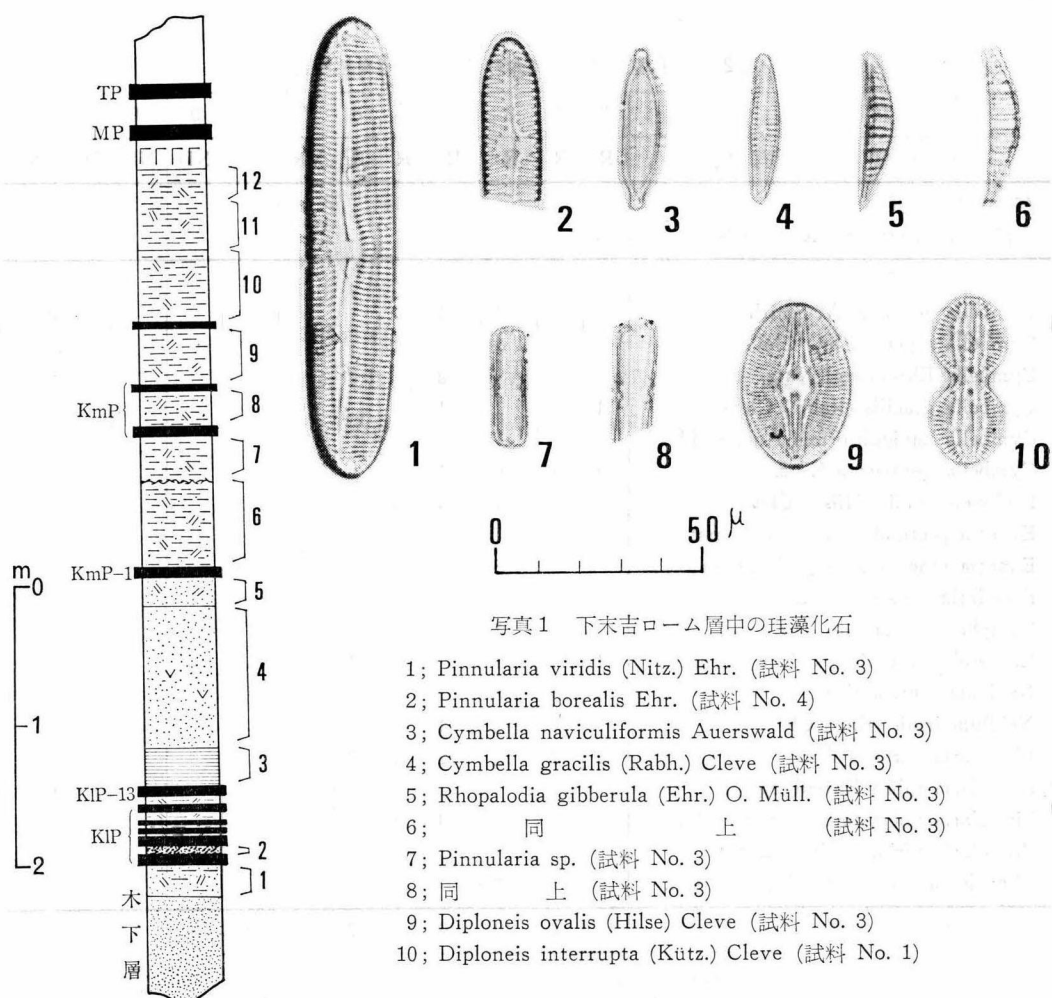 TP
MP
12
11
10
9
KmP
8
7
6
KmP-1
m
0
5
4
1
3
KlP-13
KlP
2
2
1
木
下
層
1
2
3
4
5
6
7
8
9
10
0 50 μ
写真1 下末吉ローム層中の珪藻化石
1; Pinnularia viridis (Nitz.) Ehr. (試料 No. 3)
2; Pinnularia borealis Ehr. (試料 No. 4)
3; Cymbella naviculiformis Auerswald (試料 No. 3)
4; Cymbella gracilis (Rabh.) Cleve (試料 No. 3)
5; Rhopalodia gibberula (Ehr.) O. Müll. (試料 No. 3)
6; 同 上 (試料 No. 3)
7; Pinnularia sp. (試料 No. 3)
8; 同 上 (試料 No. 3)
9; Diploneis ovalis (Hilse) Cleve (試料 No. 3)
10; Diploneis interrupta (Kütz.) Cleve (試料 No. 1)